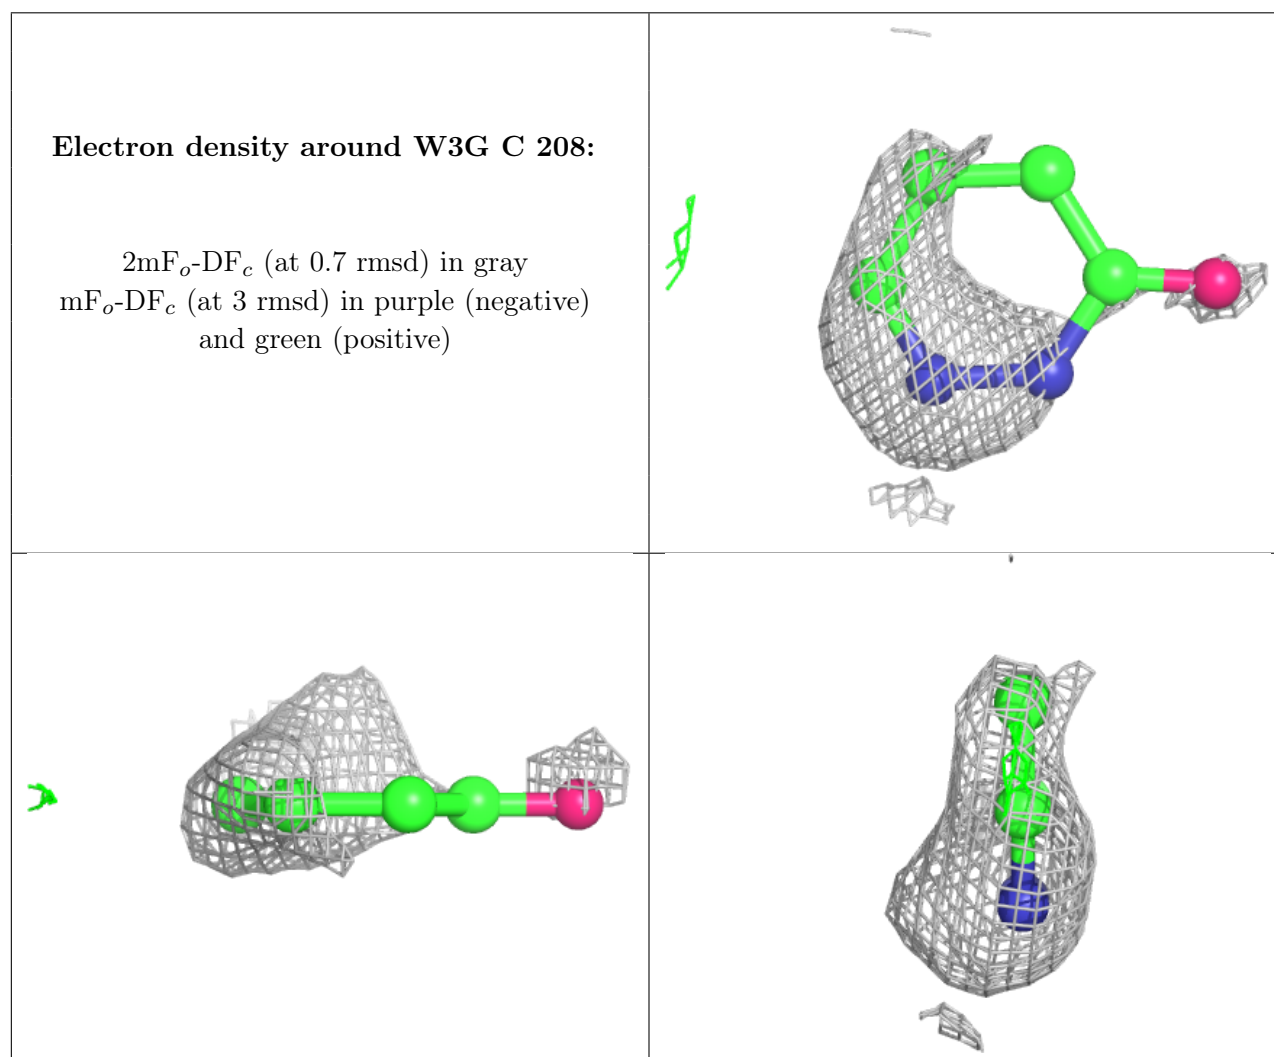 Electron density around W3G C 208:
2mFₒ-DF𝒸 (at 0.7 rmsd) in gray
mFₒ-DF𝒸 (at 3 rmsd) in purple (negative)
and green (positive)